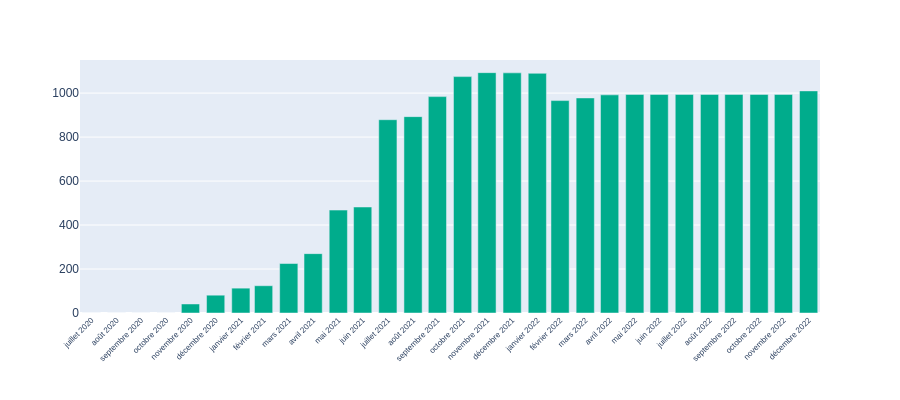 1000
800
600
400
200
0
juillet 2020
août 2020
septembre 2020
octobre 2020
novembre 2020
décembre 2020
janvier 2021
février 2021
mars 2021
avril 2021
mai 2021
juin 2021
juillet 2021
août 2021
septembre 2021
octobre 2021
novembre 2021
décembre 2021
janvier 2022
février 2022
mars 2022
avril 2022
mai 2022
juin 2022
juillet 2022
août 2022
septembre 2022
octobre 2022
novembre 2022
décembre 2022